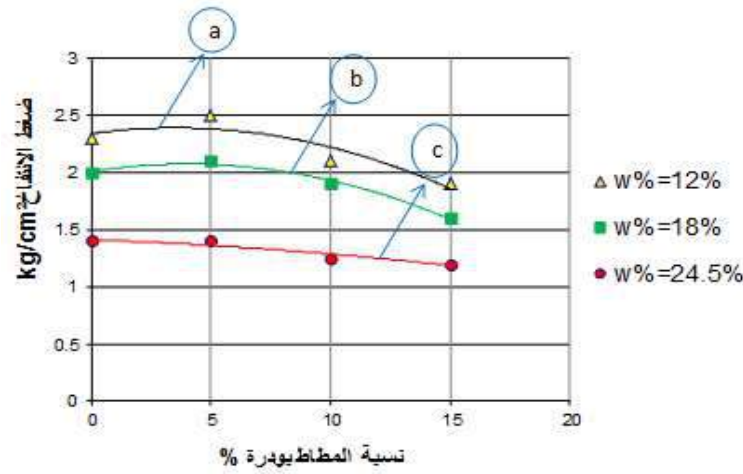 a
b
c
3
2.5
2
1.5
1
0.5
0
0
5
10
15
20
ضغط الانتفاخ kg/cm²
نسبة المطاط بودرة %
w%=12%
w%=18%
w%=24.5%